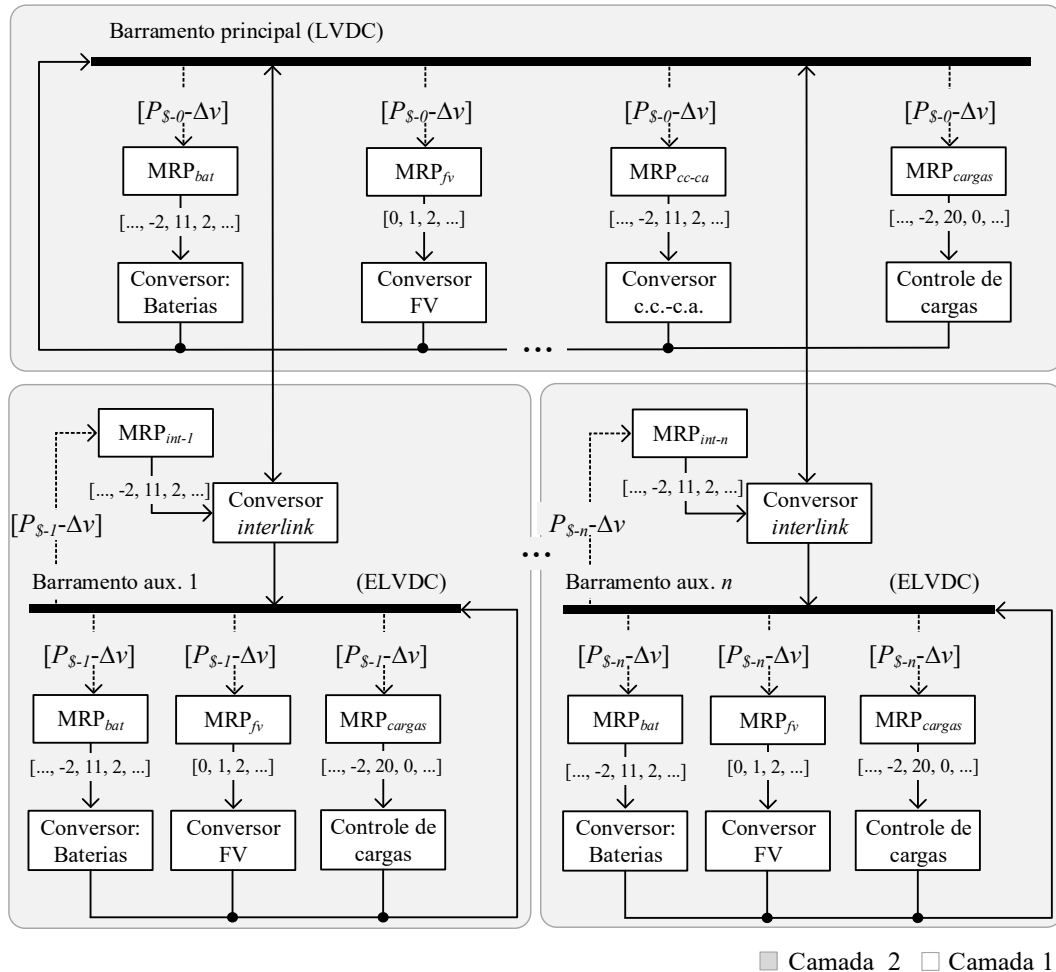 Barramento principal (LVDC)
[P$-0-Δv] [P$-0-Δv] [P$-0-Δv] [P$-0-Δv]
MRPbat MRPfv MRPcc-ca MRPcargas
[..., -2, 11, 2, ...] [0, 1, 2, ...] [..., -2, 11, 2, ...] [..., -2, 20, 0, ...]
Conversor: Conversor Conversor Controle de
Baterias FV c.c.-c.a. cargas
...
MRPint-1
[..., -2, 11, 2, ...]
Conversor
interlink
[P$-1-Δv]
Barramento aux. 1 (ELVDC)
[P$-1-Δv] [P$-1-Δv] [P$-1-Δv]
MRPbat MRPfv MRPcargas
[..., -2, 11, 2, ...] [0, 1, 2, ...] [..., -2, 20, 0, ...]
Conversor: Conversor Controle de
Baterias FV cargas
...
MRPint-n
[..., -2, 11, 2, ...]
Conversor
interlink
P$-n-Δv
Barramento aux. n (ELVDC)
[P$-n-Δv] [P$-n-Δv] [P$-n-Δv]
MRPbat MRPfv MRPcargas
[..., -2, 11, 2, ...] [0, 1, 2, ...] [..., -2, 20, 0, ...]
Conversor: Conversor Controle de
Baterias FV cargas
Camada 2 Camada 1